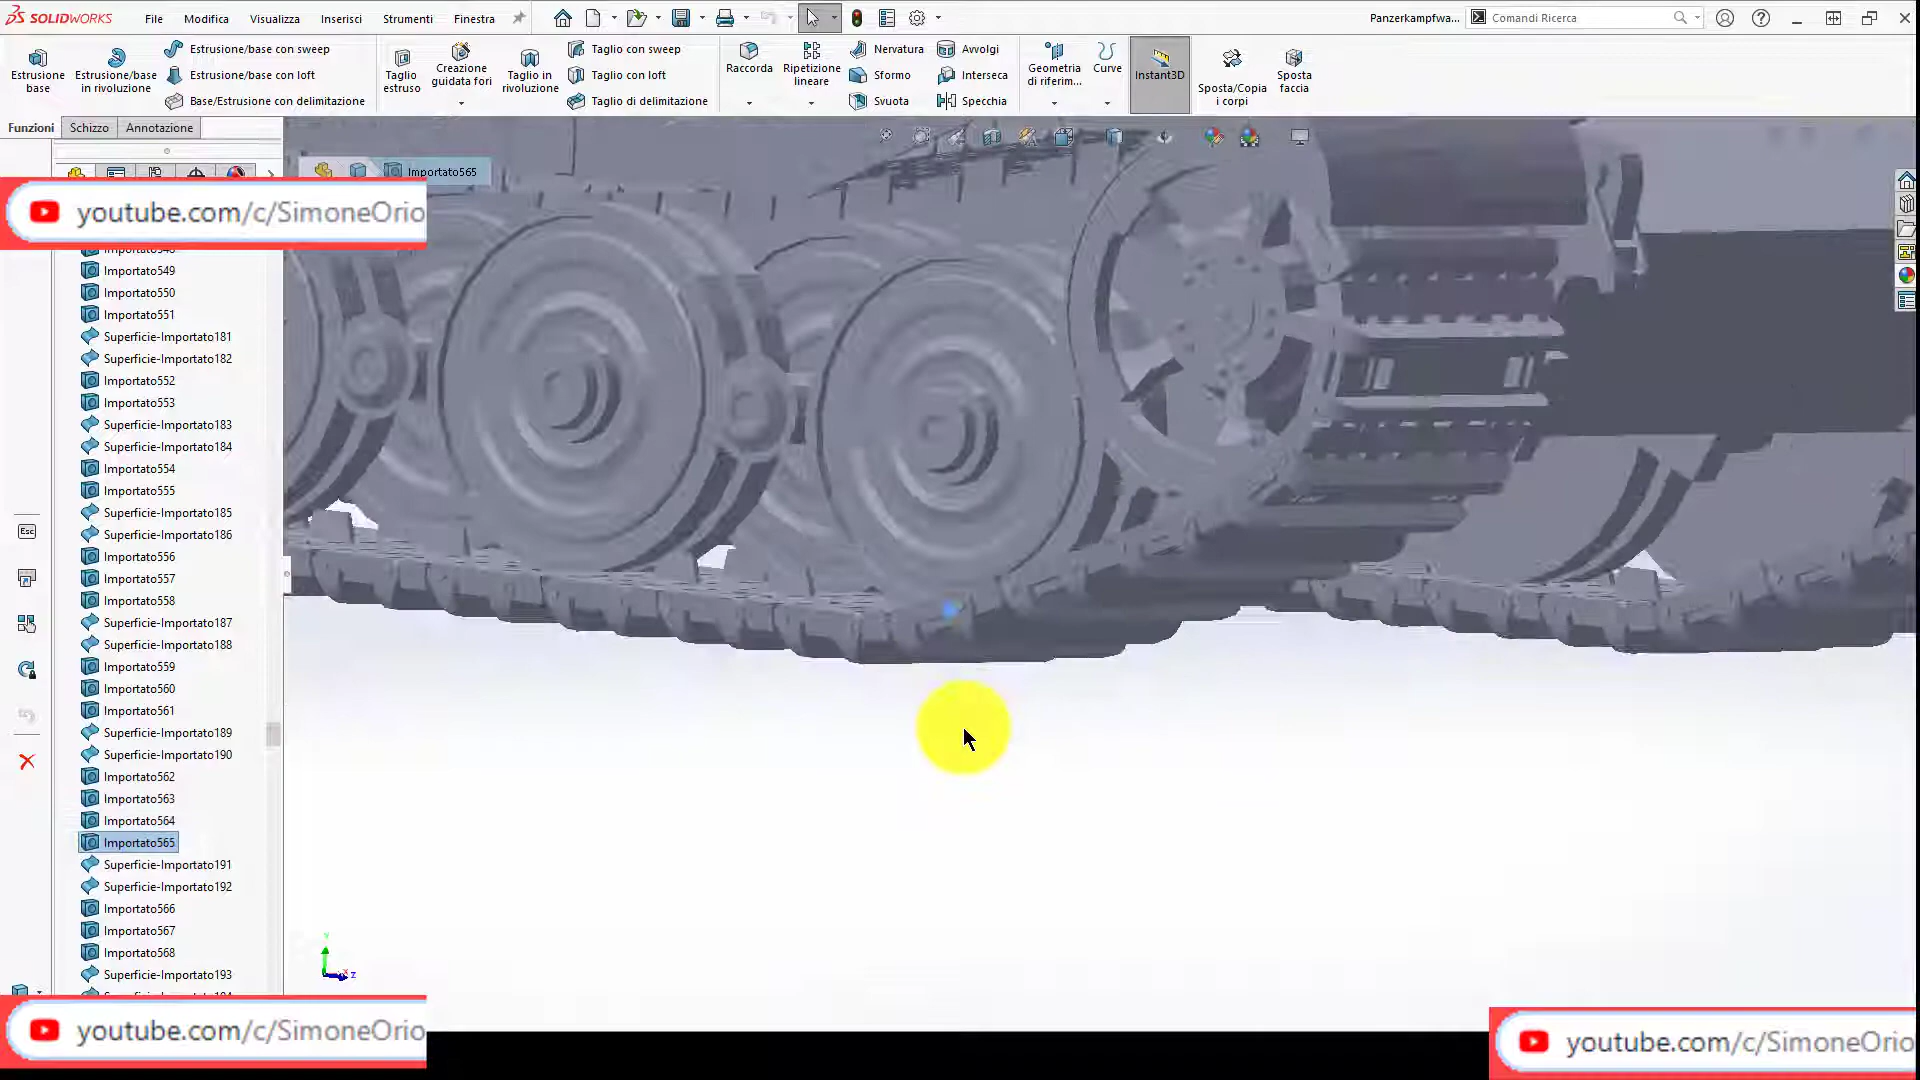 SOLIDWORKS File Modifica Visualizza Inserisci Strumenti Finestra Panzerkampfwa... Comandi Ricerca
Estrusione base
Estrusione/base in rivoluzione
Estrusione/base con sweep
Estrusione/base con loft
Base/Estrusione con delimitazione
Taglio estruso
Creazione guidata fori
Taglio in rivoluzione
Taglio con sweep
Taglio con loft
Taglio di delimitazione
Raccorda
Ripetizione lineare
Nervatura
Sformo
Svuota
Avvolgi
Interseca
Specchia
Geometria di riferim...
Curve
Instant3D
Sposta/Copia i corpi
Sposta faccia
Funzioni Schizzo Annotazione
Importato565
youtube.com/c/SimoneOrio
Importato549
Importato550
Importato551
Superficie-Importato181
Superficie-Importato182
Importato552
Importato553
Superficie-Importato183
Superficie-Importato184
Importato554
Importato555
Superficie-Importato185
Superficie-Importato186
Importato556
Importato557
Importato558
Superficie-Importato187
Superficie-Importato188
Importato559
Importato560
Importato561
Superficie-Importato189
Superficie-Importato190
Importato562
Importato563
Importato564
Importato565
Superficie-Importato191
Superficie-Importato192
Importato566
Importato567
Importato568
Superficie-Importato193
Esc
Y
Z
youtube.com/c/SimoneOrio
youtube.com/c/SimoneOrio